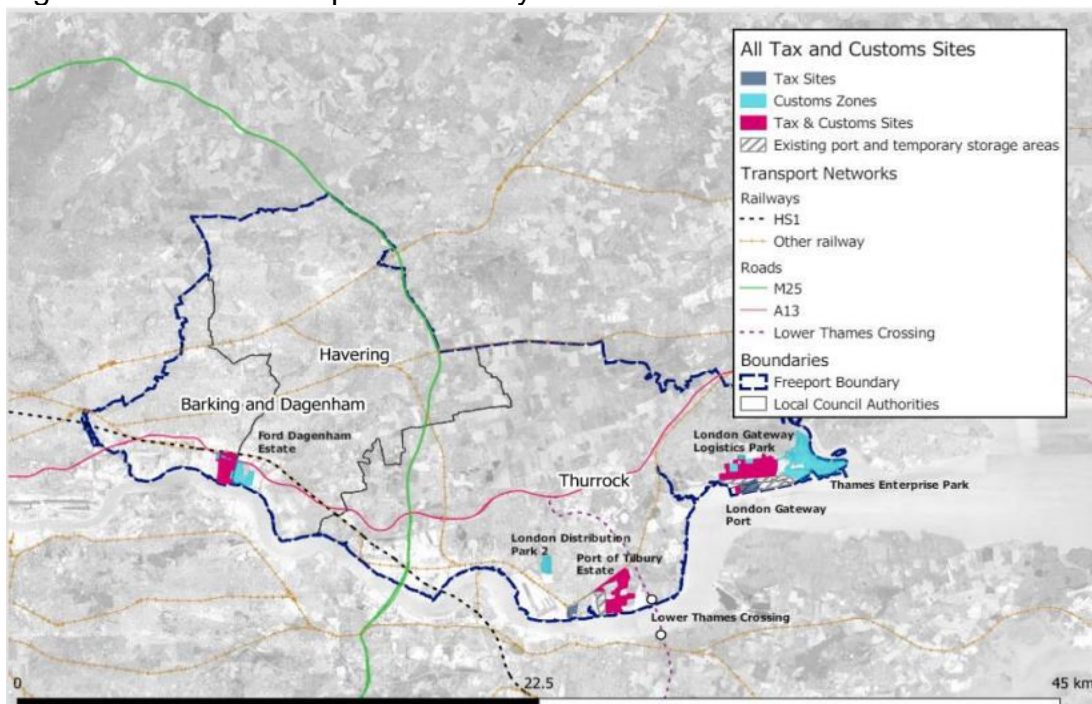 All Tax and Customs Sites
Tax Sites
Customs Zones
Tax & Customs Sites
Existing port and temporary storage areas
Transport Networks
Railways
HS1
Other railway
Roads
M25
A13
Lower Thames Crossing
Boundaries
Freeport Boundary
Local Council Authorities
Havering
Barking and Dagenham
Ford Dagenham
Estate
London Gateway
Logistics Park
Thurrock
Thames Enterprise Park
London Gateway
Port
London Distribution
Park 2
Port of Tilbury
Estate
Lower Thames Crossing
0
22.5
45 km